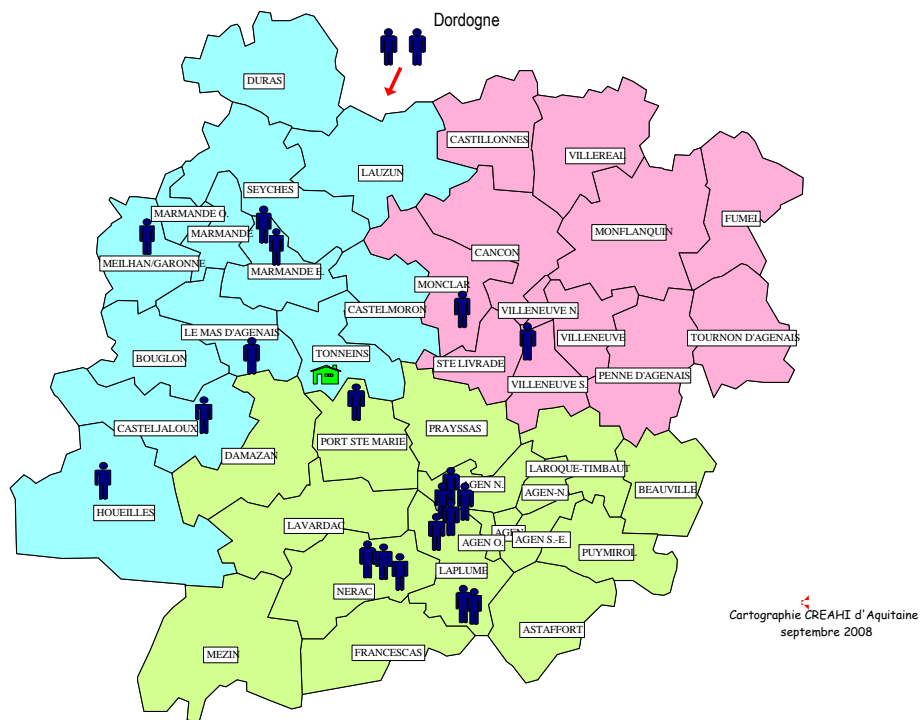 Dordogne
DURAS
CASTILLONNES
VILLEREAL
LAUZUN
SEYCHES
MARMANDE O.
MARMANDE
FUMEL
MONFLANQUIN
CANCON
MEILHAN/GARONNE
MARMANDE E.
MONCLAR
CASTELMORON
VILLENEUVE N.
LE MAS D'AGENAIS
VILLENEUVE
TOURNON D'AGENAIS
BOUGLON
TONNEINS
STE LIVRADE
PENNE D'AGENAIS
VILLENEUVE S.
CASTELJALOUX
PORT STE MARIE
PRAYSSAS
DAMAZAN
LAROQUE-TIMBAUT
AGEN N.
AGEN-N.
BEAUVILLE
HOUEILLES
LAVARDAC
AGEN
AGEN O.
AGEN S.-E.
PUYMIROL
LAPLUME
NERAC
Cartographie CREAHI d'Aquitaine
septembre 2008
ASTAFFORT
MEZIN
FRANCESCAS